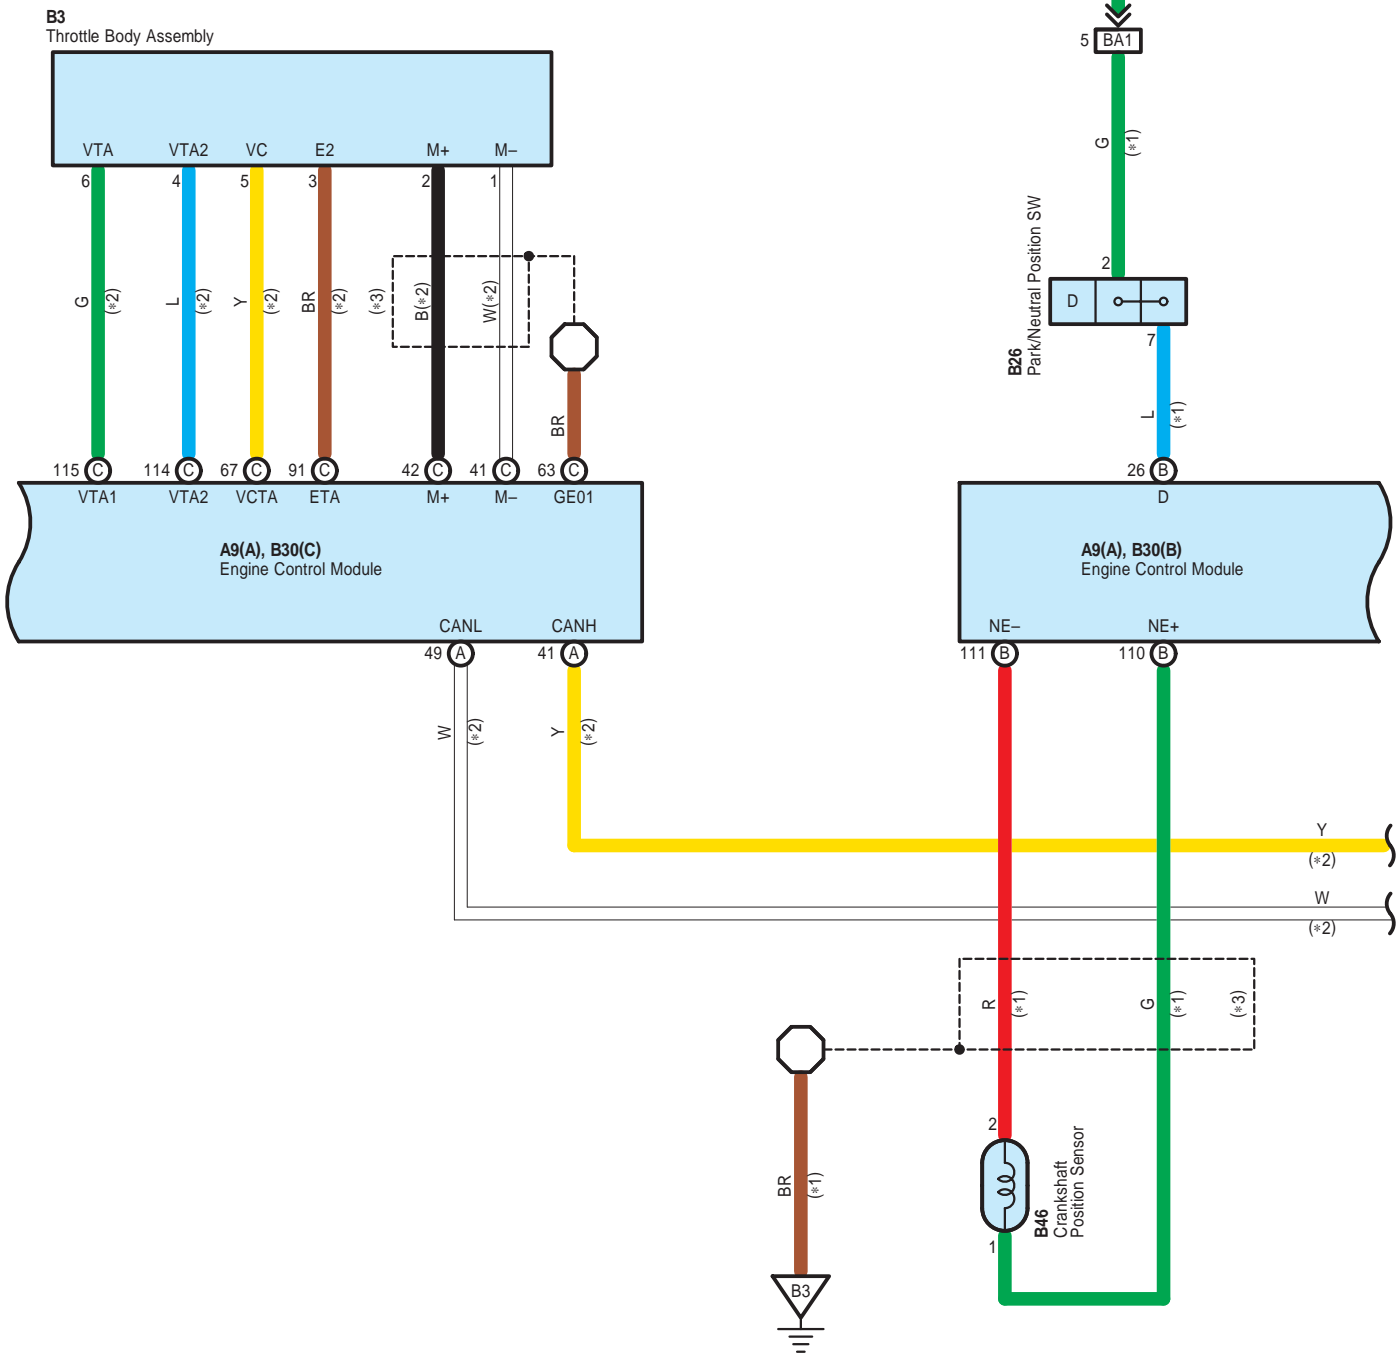 B3
Throttle Body Assembly
VTA VTA2 VC E2 M+ M−
6 4 5 3 2 1
G (*2) L (*2) Y (*2) BR (*2) (*3) B(*2) W(*2)
BR
115 C 114 C 67 C 91 C 42 C 41 C 63 C
VTA1 VTA2 VCTA ETA M+ M− GE01
A9(A), B30(C)
Engine Control Module
CANL CANH
49 A 41 A
W (*2) Y (*2)
5 BA1
G (*1)
2
D
B26
Park/Neutral Position SW
7
L (*1)
26 B
D
A9(A), B30(B)
Engine Control Module
NE− NE+
111 B 110 B
Y
(*2)
W
(*2)
R (*1) G (*1) (*3)
2
B46
Crankshaft
Position Sensor
1
BR (*1)
B3